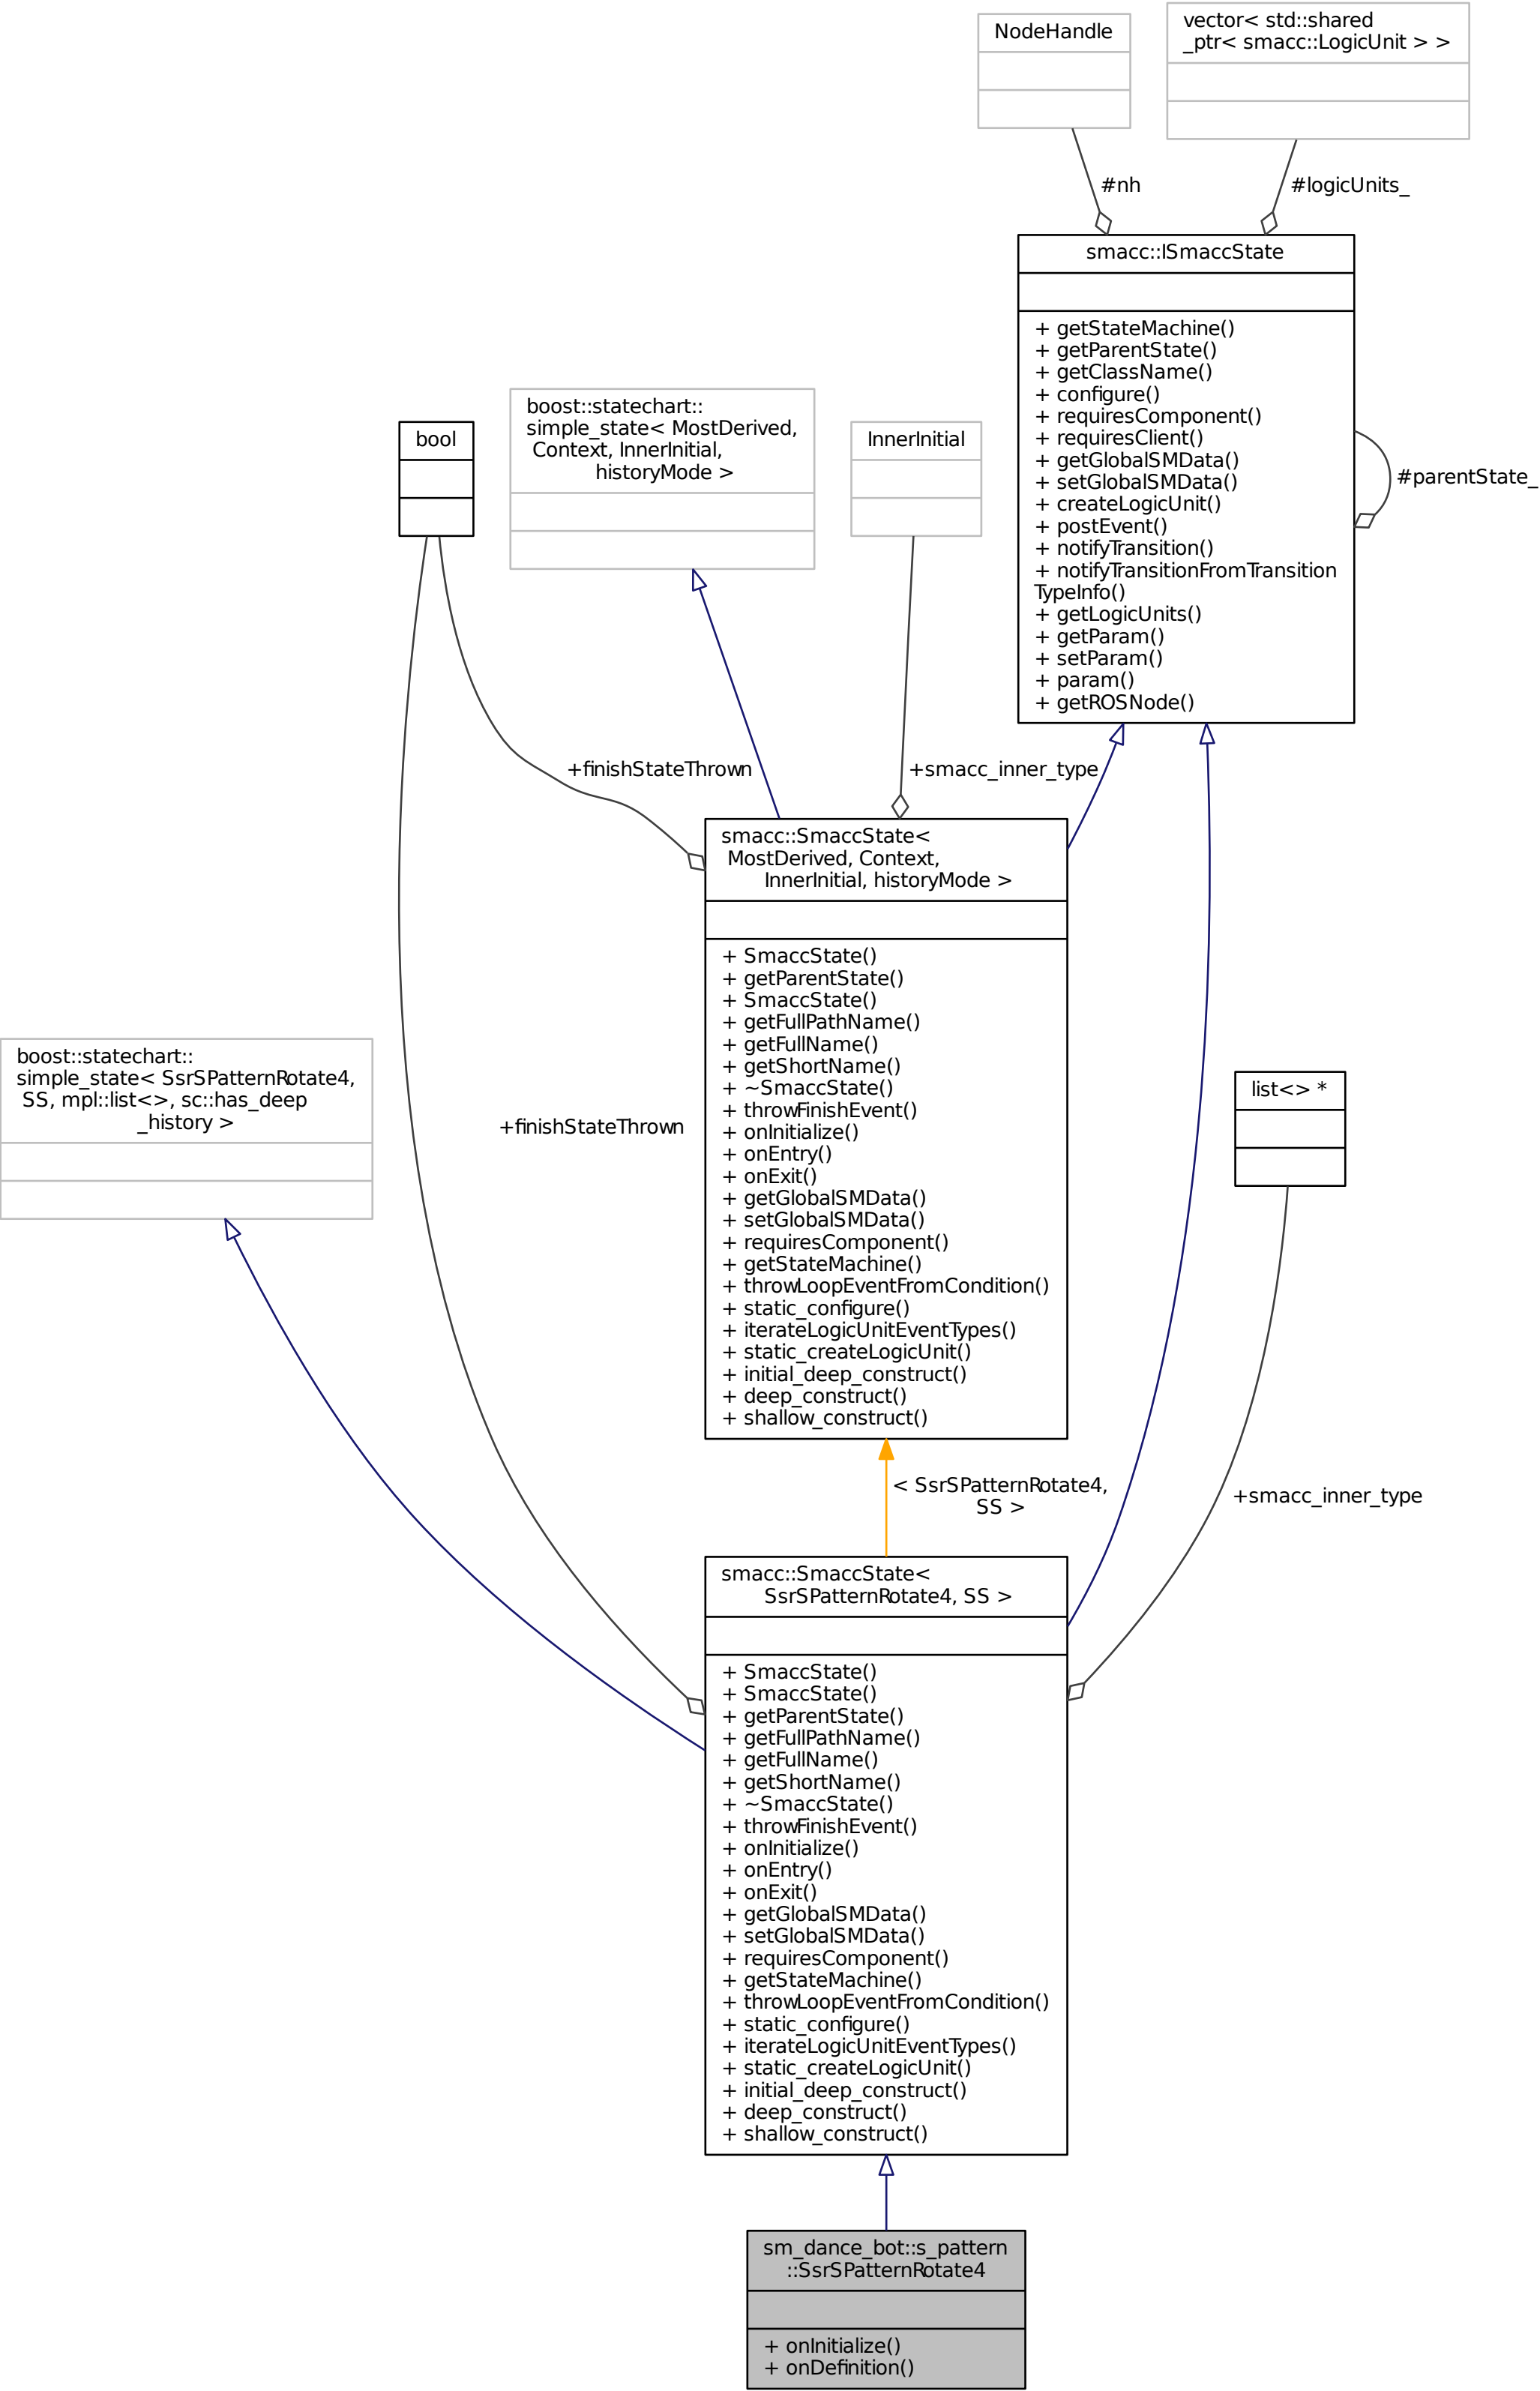 NodeHandle
vector< std::shared
_ptr< smacc::LogicUnit > >
#nh
#logicUnits_
smacc::ISmaccState
+ getStateMachine()
+ getParentState()
+ getClassName()
+ configure()
+ requiresComponent()
+ requiresClient()
+ getGlobalSMData()
+ setGlobalSMData()
+ createLogicUnit()
+ postEvent()
+ notifyTransition()
+ notifyTransitionFromTransition
TypeInfo()
+ getLogicUnits()
+ getParam()
+ setParam()
+ param()
+ getROSNode()
#parentState_
bool
boost::statechart::
simple_state< MostDerived,
Context, InnerInitial,
historyMode >
InnerInitial
+finishStateThrown
+smacc_inner_type
smacc::SmaccState<
MostDerived, Context,
InnerInitial, historyMode >
+ SmaccState()
+ getParentState()
+ SmaccState()
+ getFullPathName()
+ getFullName()
+ getShortName()
+ ~SmaccState()
+ throwFinishEvent()
+ onInitialize()
+ onEntry()
+ onExit()
+ getGlobalSMData()
+ setGlobalSMData()
+ requiresComponent()
+ getStateMachine()
+ throwLoopEventFromCondition()
+ static_configure()
+ iterateLogicUnitEventTypes()
+ static_createLogicUnit()
+ initial_deep_construct()
+ deep_construct()
+ shallow_construct()
boost::statechart::
simple_state< SsrSPatternRotate4,
SS, mpl::list<>, sc::has_deep
_history >
+finishStateThrown
list<> *
< SsrSPatternRotate4,
SS >
+smacc_inner_type
smacc::SmaccState<
SsrSPatternRotate4, SS >
+ SmaccState()
+ SmaccState()
+ getParentState()
+ getFullPathName()
+ getFullName()
+ getShortName()
+ ~SmaccState()
+ throwFinishEvent()
+ onInitialize()
+ onEntry()
+ onExit()
+ getGlobalSMData()
+ setGlobalSMData()
+ requiresComponent()
+ getStateMachine()
+ throwLoopEventFromCondition()
+ static_configure()
+ iterateLogicUnitEventTypes()
+ static_createLogicUnit()
+ initial_deep_construct()
+ deep_construct()
+ shallow_construct()
sm_dance_bot::s_pattern
::SsrSPatternRotate4
+ onInitialize()
+ onDefinition()